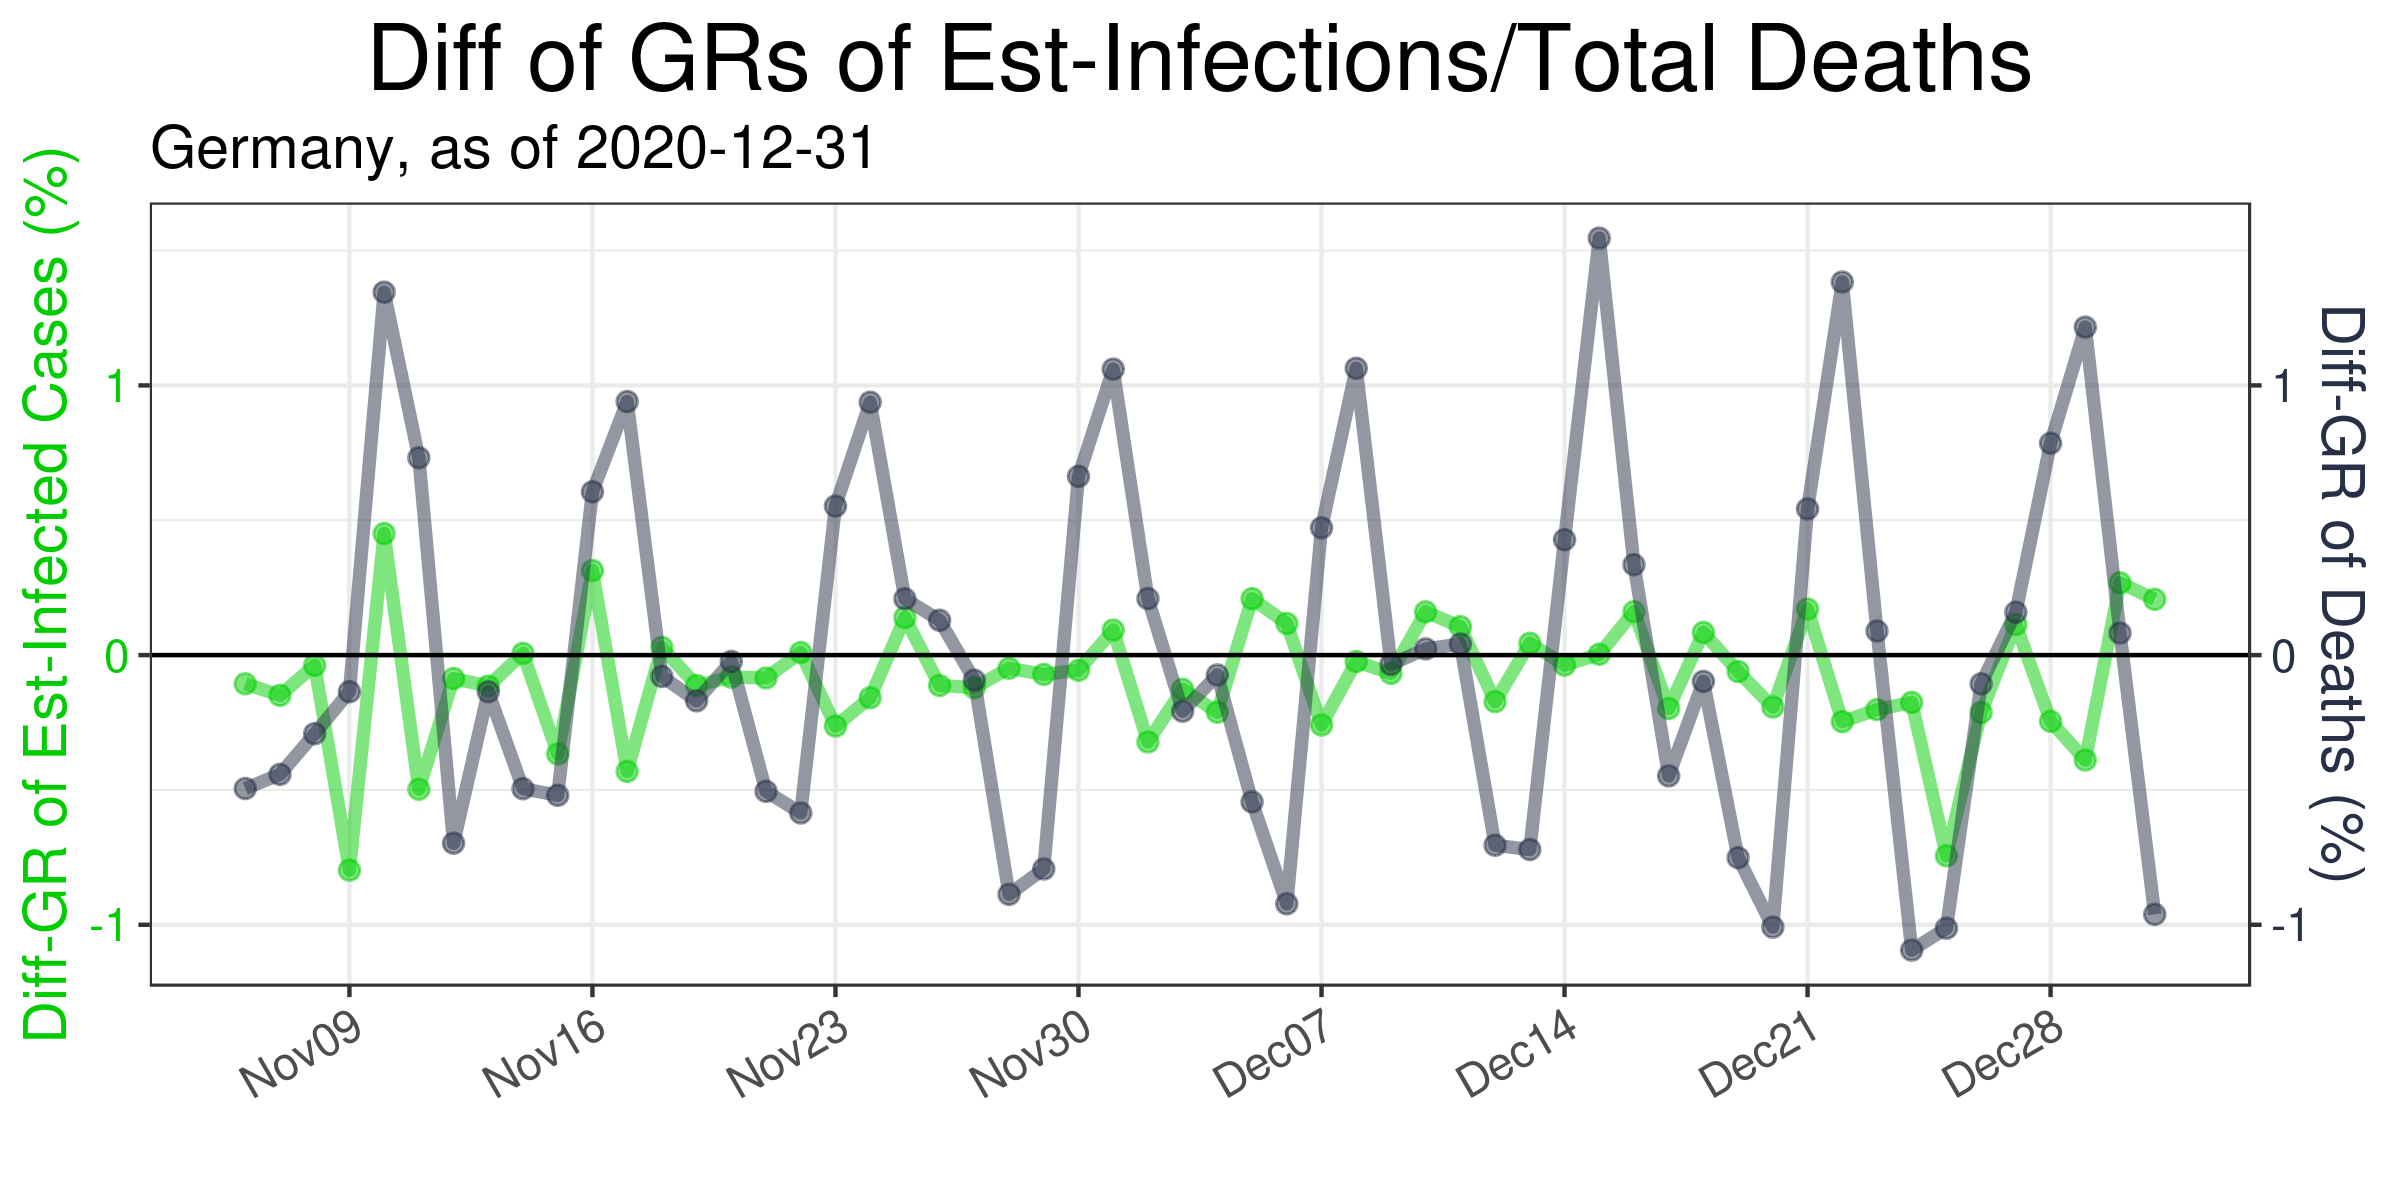 Diff of GRs of Est-Infections/Total Deaths
Germany, as of 2020-12-31
Diff-GR of Est-Infected Cases (%)
1
0
-1
1
0
-1
Diff-GR of Deaths (%)
Nov09
Nov16
Nov23
Nov30
Dec07
Dec14
Dec21
Dec28